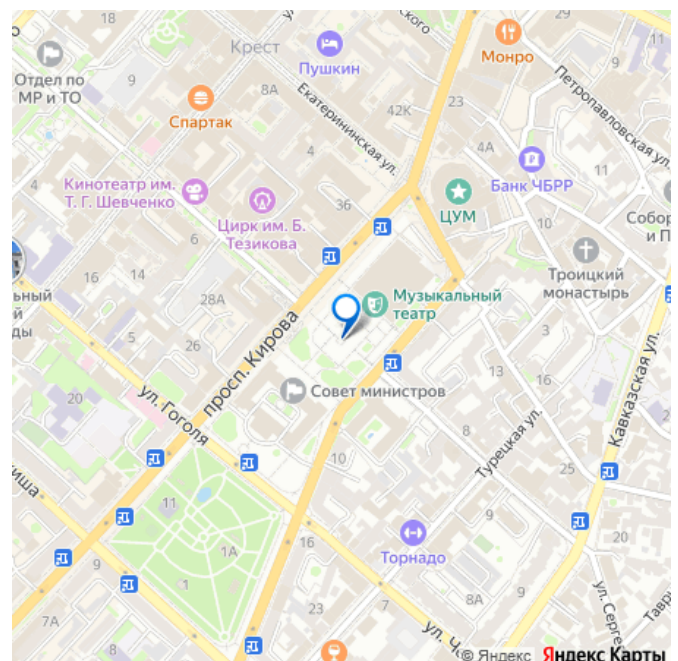 Крест
Пушкин
Монро
Отдел по
МР и ТО
9
8А
Спартак
42К
23
Екатерининская ул.
Петропавловская ул.
4
4А
Банк ЧБРР
Кинотеатр им.
Т. Г. Шевченко
Цирк им. Б.
Тезикова
36
ЦУМ
10
Троицкий
монастырь
16
14
28А
5
26
Музыкальный
театр
просп. Кирова
Совет министров
13
16
20
ул. Гоголя
8
Турецкая ул.
Кавказская ул.
25
10
11
1А
1
16
9
20
Торнадо
9
7А
23
7
8А
© Яндекс Яндекс Карты